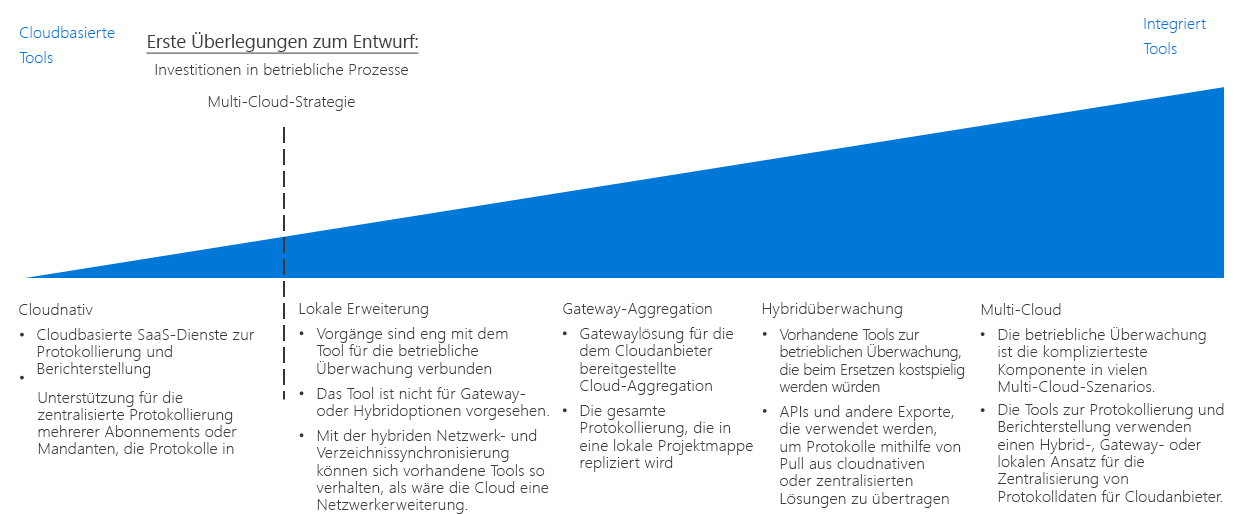 Cloudbasierte
Tools
Erste Überlegungen zum Entwurf:
Investitionen in betriebliche Prozesse
Multi-Cloud-Strategie
Integriert
Tools
Cloudnativ
• Cloudbasierte SaaS-Dienste zur
Protokollierung und
Berichterstellung
•
Unterstützung für die
zentralisierte Protokollierung
mehrerer Abonnements oder
Mandanten, die Protokolle in
Lokale Erweiterung
• Vorgänge sind eng mit dem
Tool für die betriebliche
Überwachung verbunden
• Das Tool ist nicht für Gateway-
oder Hybridoptionen vorgesehen.
• Mit der hybriden Netzwerk- und
Verzeichnissynchronisierung
können sich vorhandene Tools so
verhalten, als wäre die Cloud eine
Netzwerkerweiterung.
Gateway-Aggregation
• Gatewaylösung für die
dem Cloudanbieter
bereitgestellte
Cloud-Aggregation
• Die gesamte
Protokollierung, die in
eine lokale Projektmappe
repliziert wird
Hybridüberwachung
• Vorhandene Tools zur
betrieblichen Überwachung,
die beim Ersetzen kostspielig
werden würden
• APIs und andere Exporte,
die verwendet werden,
um Protokolle mithilfe von
Pull aus cloudnativen
oder zentralisierten
Lösungen zu übertragen
Multi-Cloud
• Die betriebliche Überwachung
ist die komplizierteste
Komponente in vielen
Multi-Cloud-Szenarios.
• Die Tools zur Protokollierung und
Berichterstellung verwenden
einen Hybrid-, Gateway- oder
lokalen Ansatz für die
Zentralisierung von
Protokolldaten für Cloudanbieter.